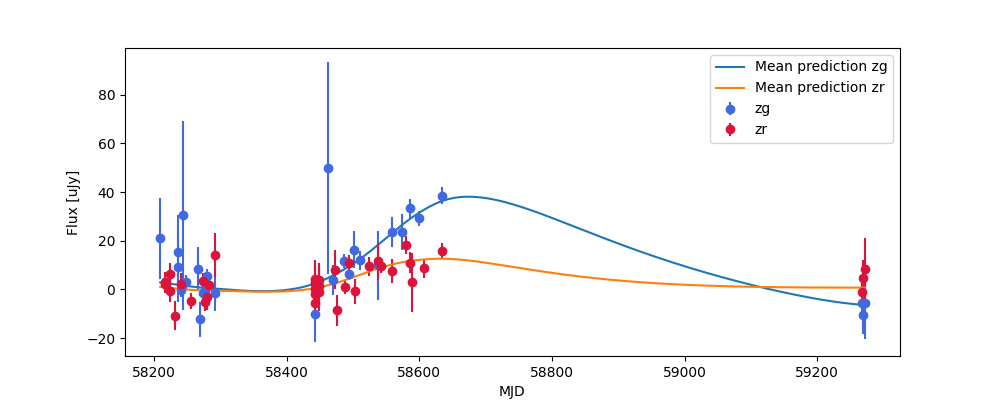 Mean prediction zg
Mean prediction zr
zg
zr
Flux [uJy]
80
60
40
20
0
−20
58200
58400
58600
58800
59000
59200
MJD